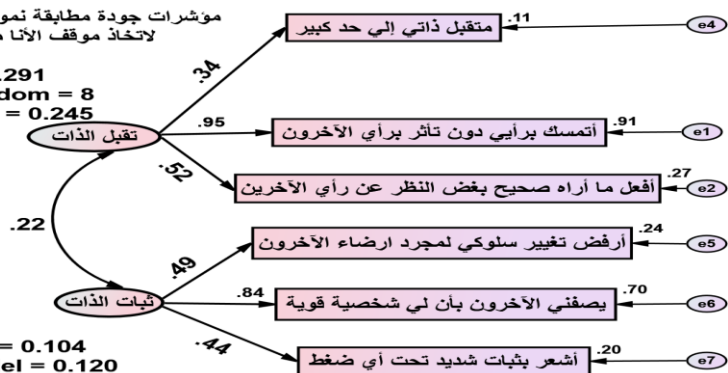 مؤشرات جودة مطابقة
لاتخاذ موقف الأنا
.291
dom = 8
= 0.245
متقبل ذاتي إلي حد كبير
.11
e4
.34
تقبل الذات
.95
أتمسك برأيي دون تأثر برأي الآخرون
.91
e1
.52
أفعل ما أراه صحيح بغض النظر عن رأي الآخرين
.27
e2
.22
.49
أرفض تغيير سلوكي لمجرد ارضاء الآخرون
.24
e5
ثبات الذات
.84
يصفني الآخرون بأن لي شخصية قوية
.70
e6
.44
أشعر بثبات شديد تحت أي ضغط
.20
e7
= 0.104
el = 0.120